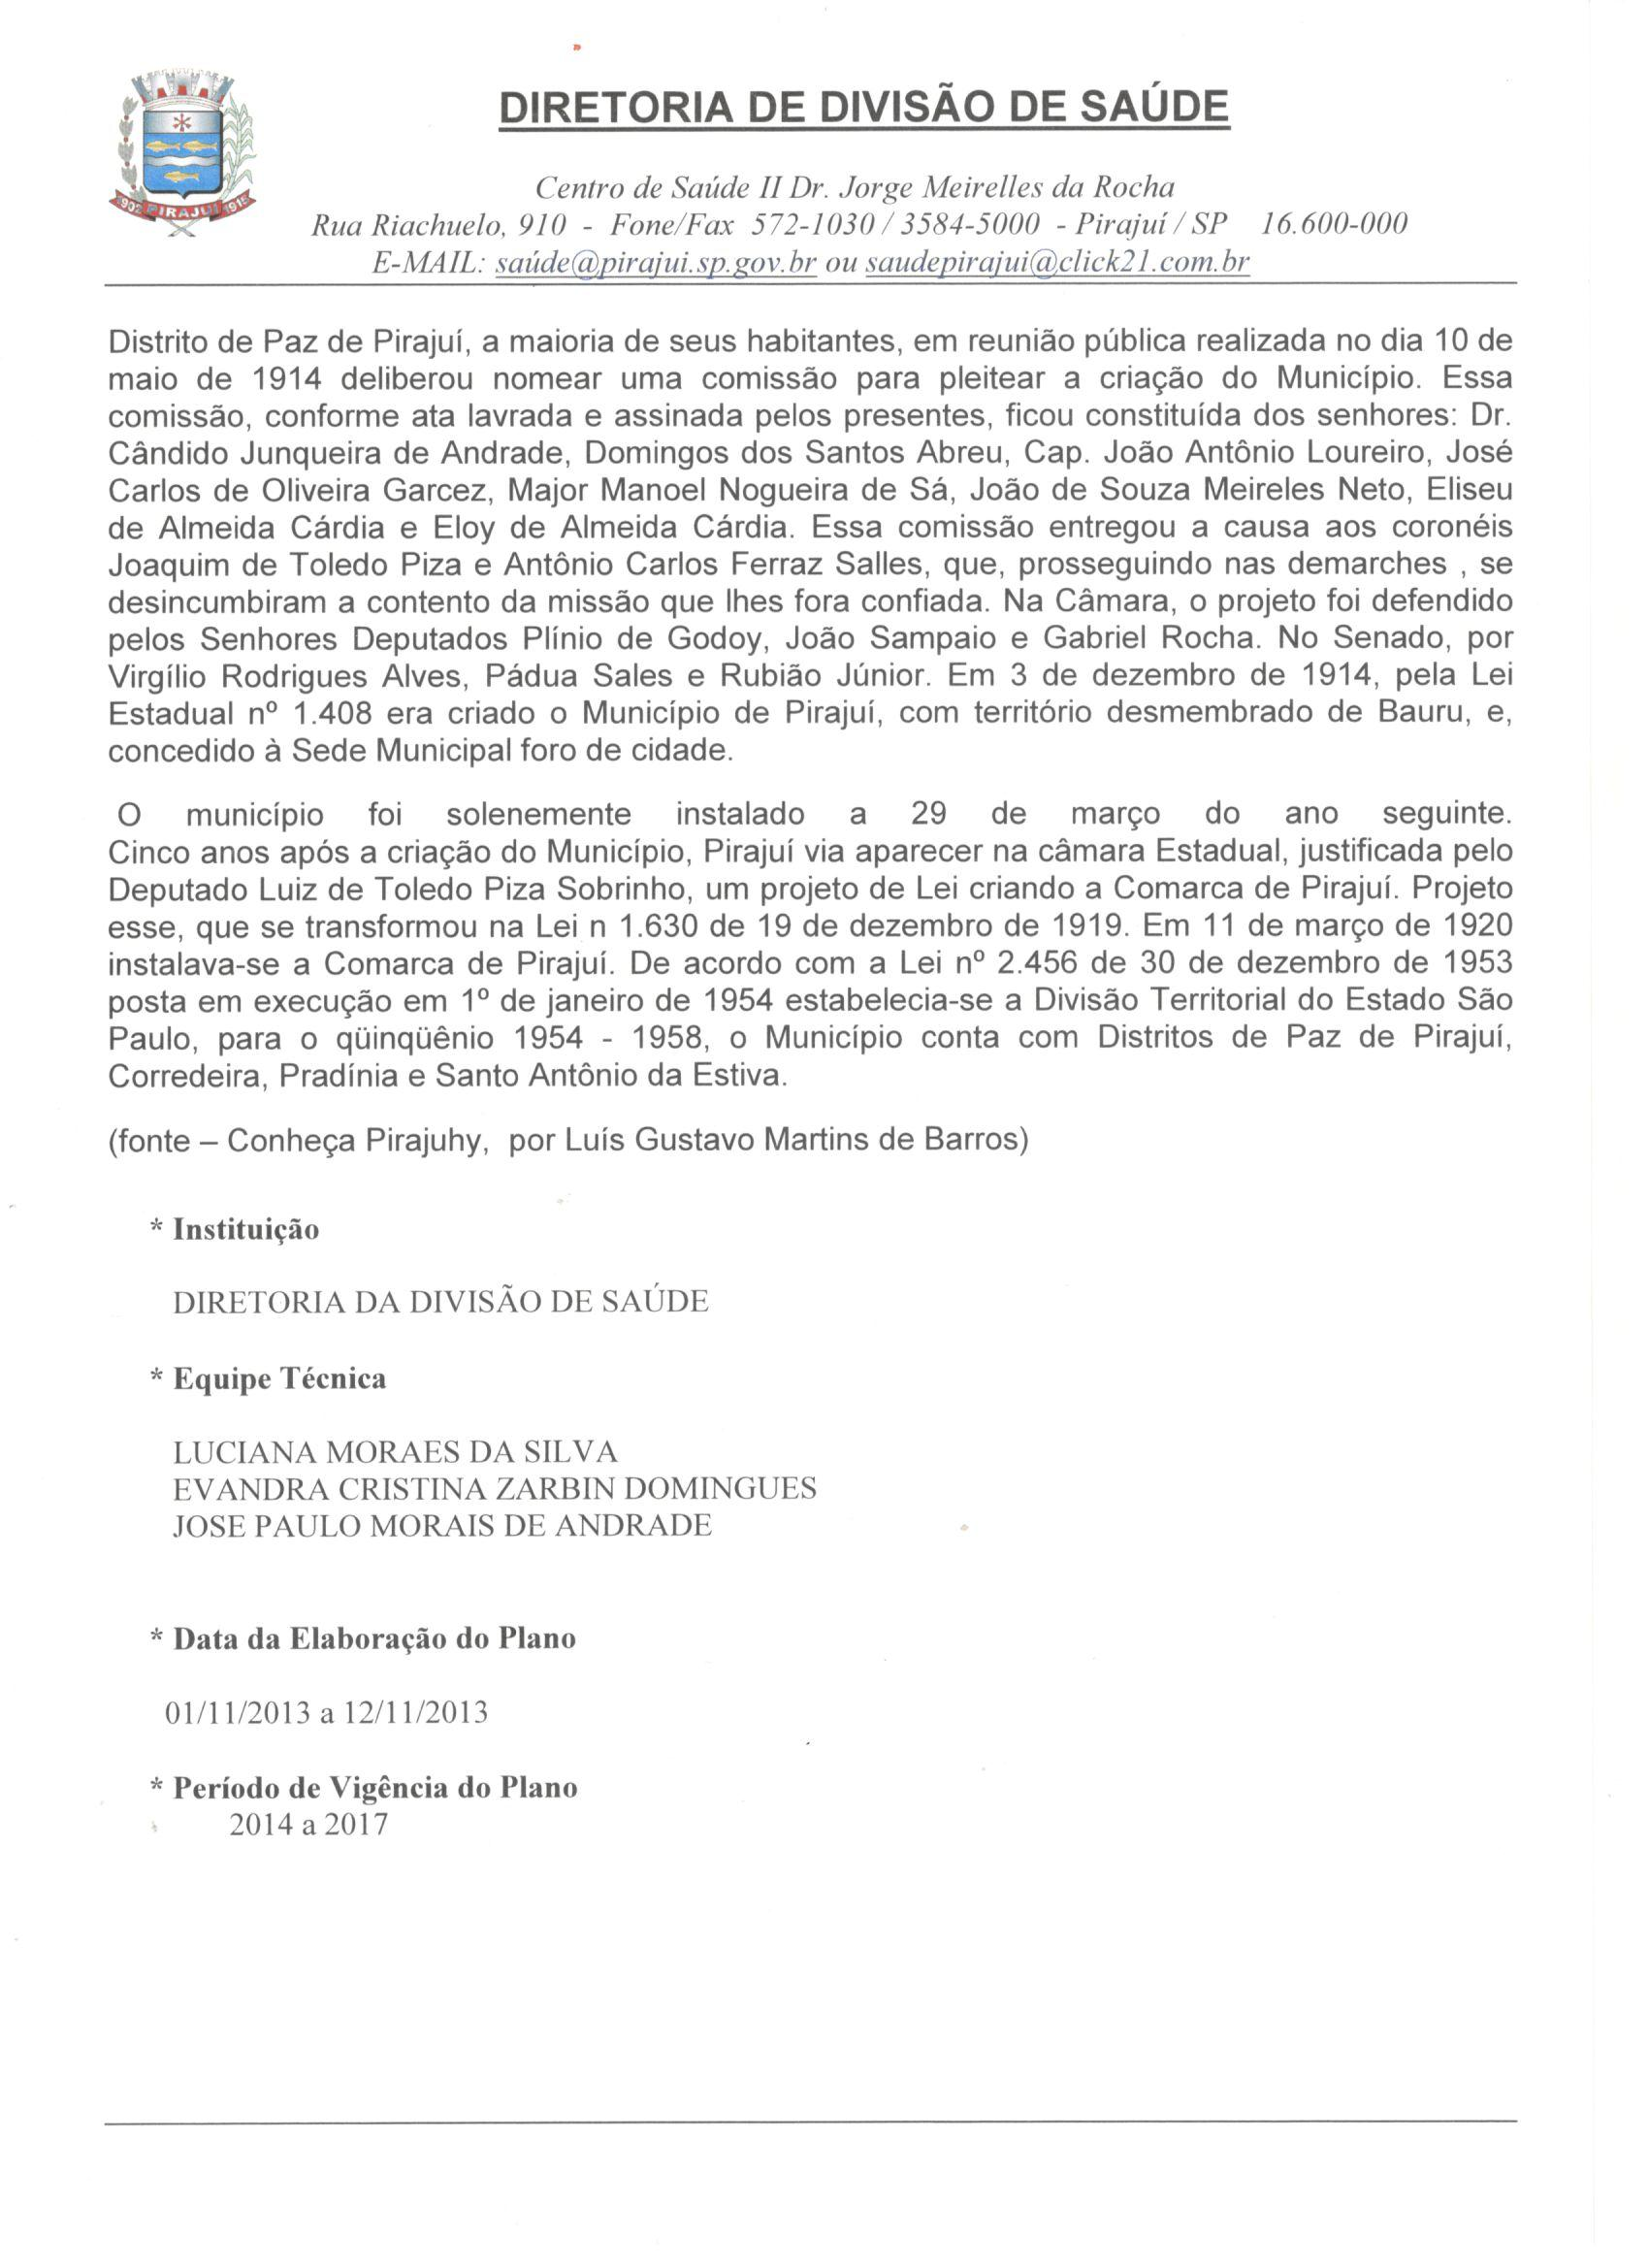 DIRETORIA DE DIVISÃO DE SAÚDE
Centro de Saúde II Dr. Jorge Meirelles da Rocha
Rua Riachuelo, 910 - Fone/Fax 572-1030 / 3584-5000 - Pirajuí / SP 16.600-000
E-MAIL: saúde@pirajui.sp.gov.br ou saudepirajui@click21.com.br
1902 PIRAJUÍ 1915
Distrito de Paz de Pirajuí, a maioria de seus habitantes, em reunião pública realizada no dia 10 de
maio de 1914 deliberou nomear uma comissão para pleitear a criação do Município. Essa
comissão, conforme ata lavrada e assinada pelos presentes, ficou constituída dos senhores: Dr.
Cândido Junqueira de Andrade, Domingos dos Santos Abreu, Cap. João Antônio Loureiro, José
Carlos de Oliveira Garcez, Major Manoel Nogueira de Sá, João de Souza Meireles Neto, Eliseu
de Almeida Cárdia e Eloy de Almeida Cárdia. Essa comissão entregou a causa aos coronéis
Joaquim de Toledo Piza e Antônio Carlos Ferraz Salles, que, prosseguindo nas demarches , se
desincumbiram a contento da missão que lhes fora confiada. Na Câmara, o projeto foi defendido
pelos Senhores Deputados Plínio de Godoy, João Sampaio e Gabriel Rocha. No Senado, por
Virgílio Rodrigues Alves, Pádua Sales e Rubião Júnior. Em 3 de dezembro de 1914, pela Lei
Estadual nº 1.408 era criado o Município de Pirajuí, com território desmembrado de Bauru, e,
concedido à Sede Municipal foro de cidade.
O município foi solenemente instalado a 29 de março do ano seguinte.
Cinco anos após a criação do Município, Pirajuí via aparecer na câmara Estadual, justificada pelo
Deputado Luiz de Toledo Piza Sobrinho, um projeto de Lei criando a Comarca de Pirajuí. Projeto
esse, que se transformou na Lei n 1.630 de 19 de dezembro de 1919. Em 11 de março de 1920
instalava-se a Comarca de Pirajuí. De acordo com a Lei nº 2.456 de 30 de dezembro de 1953
posta em execução em 1º de janeiro de 1954 estabelecia-se a Divisão Territorial do Estado São
Paulo, para o qüinqüênio 1954 - 1958, o Município conta com Distritos de Paz de Pirajuí,
Corredeira, Pradínia e Santo Antônio da Estiva.
(fonte – Conheça Pirajuhy, por Luís Gustavo Martins de Barros)
* Instituição
DIRETORIA DA DIVISÃO DE SAÚDE
* Equipe Técnica
LUCIANA MORAES DA SILVA
EVANDRA CRISTINA ZARBIN DOMINGUES
JOSE PAULO MORAIS DE ANDRADE
* Data da Elaboração do Plano
01/11/2013 a 12/11/2013
* Período de Vigência do Plano
2014 a 2017